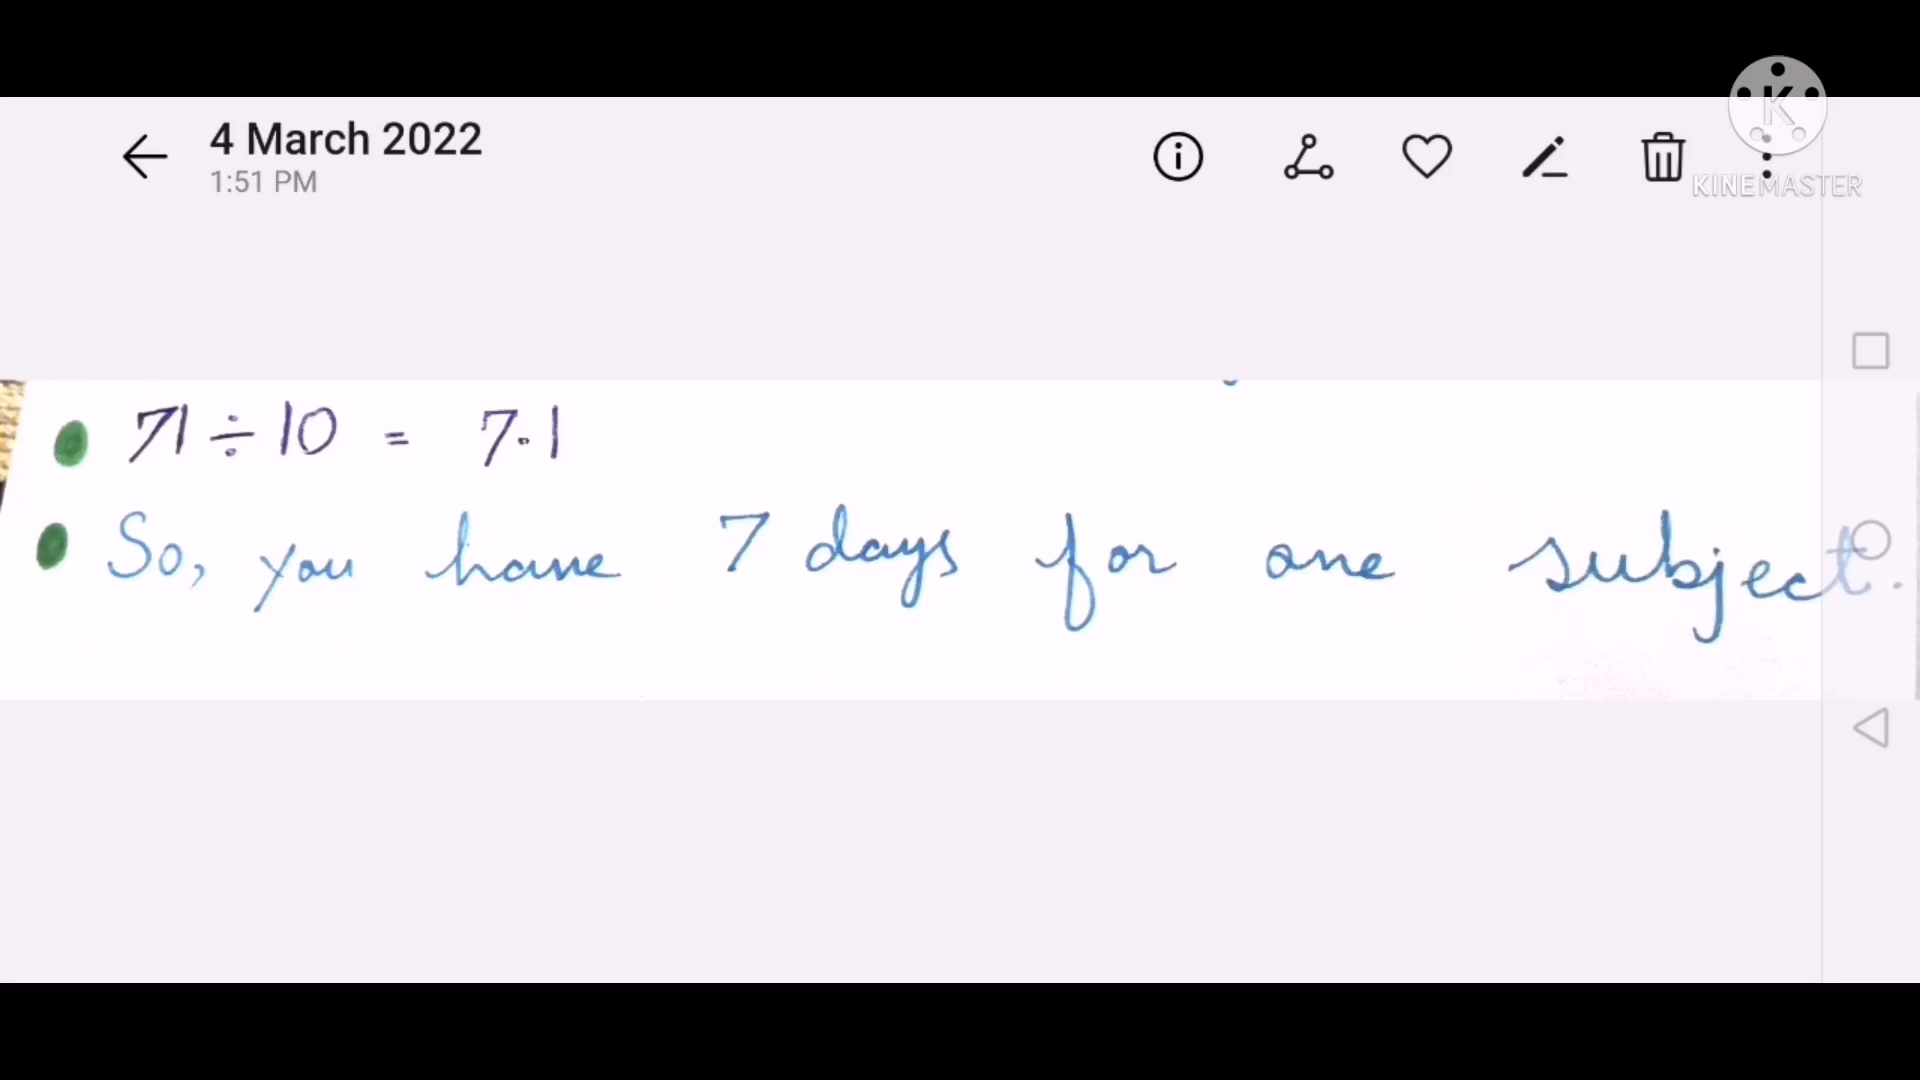 4 March 2022
1:51 PM
KINEMASTER
71 ÷ 10 = 7.1
So, you have 7 days for one subject.